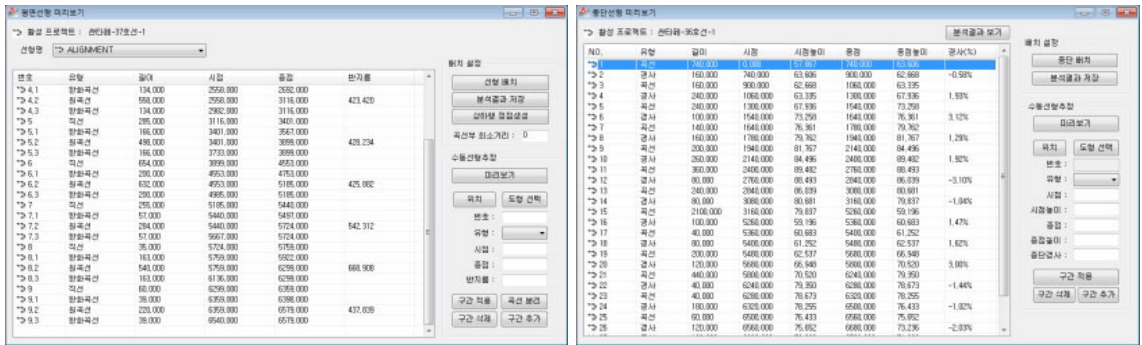 평면선형 미리보기
활성 프로젝트 : 싼타페-37호선-1
선형명 ALIGNMENT
번호 유형 길이 시점 종점 반지름
4.1 완화곡선 134,000 2558,000 2692,000
4.2 원곡선 558,000 2558,000 3116,000 423,420
4.3 완화곡선 134,000 2982,000 3116,000
5 직선 285,000 3116,000 3401,000
5.1 완화곡선 166,000 3401,000 3567,000
5.2 원곡선 498,000 3401,000 3899,000 428,234
5.3 완화곡선 166,000 3733,000 3899,000
6 직선 654,000 3899,000 4553,000
6.1 완화곡선 200,000 4553,000 4753,000
6.2 원곡선 632,000 4553,000 5185,000 425,882
6.3 완화곡선 200,000 4985,000 5185,000
7 직선 255,000 5185,000 5440,000
7.1 완화곡선 57,000 5440,000 5497,000
7.2 원곡선 284,000 5440,000 5724,000 542,312
7.3 완화곡선 57,000 5667,000 5724,000
8 직선 35,000 5724,000 5759,000
8.1 완화곡선 163,000 5759,000 5922,000
8.2 원곡선 540,000 5759,000 6299,000 668,908
8.3 완화곡선 163,000 6136,000 6299,000
9 직선 60,000 6299,000 6359,000
9.1 완화곡선 39,000 6359,000 6398,000
9.2 원곡선 220,000 6359,000 6579,000 437,839
9.3 완화곡선 39,000 6540,000 6579,000
배치 설정
선형 배치
분석결과 저장
상하행 접점생성
곡선부 최소거리 : 0
수동선형추정
미리보기
위치 도형 선택
번호 :
유형 :
시점 :
종점 :
반지름 :
구간 적용 곡선 분리
구간 삭제 구간 추가
종단선형 미리보기
활성 프로젝트 : 싼타페-36호선-1
분석결과 보기
NO. 유형 길이 시점 시점높이 종점 종점높이 경사(%)
1 곡선 740,000 0,000 57,867 740,000 63,606
2 경사 160,000 740,000 63,606 900,000 62,668 -0,58%
3 곡선 160,000 900,000 62,668 1060,000 63,335
4 경사 240,000 1060,000 63,335 1300,000 67,936 1,93%
5 곡선 240,000 1300,000 67,936 1540,000 73,258
6 경사 100,000 1540,000 73,258 1640,000 76,361 3,12%
7 곡선 140,000 1640,000 76,361 1780,000 79,762
8 경사 160,000 1780,000 79,762 1940,000 81,767 1,28%
9 곡선 200,000 1940,000 81,767 2140,000 84,496
10 경사 260,000 2140,000 84,496 2400,000 89,482 1,92%
11 곡선 360,000 2400,000 89,482 2760,000 88,493
12 경사 80,000 2760,000 88,493 2840,000 86,039 -3,10%
13 곡선 240,000 2840,000 86,039 3080,000 80,681
14 경사 80,000 3080,000 80,681 3160,000 79,837 -1,04%
15 곡선 2100,000 3160,000 79,837 5260,000 59,196
16 경사 100,000 5260,000 59,196 5360,000 60,683 1,47%
17 곡선 40,000 5360,000 60,683 5400,000 61,252
18 경사 80,000 5400,000 61,252 5480,000 62,537 1,62%
19 곡선 200,000 5480,000 62,537 5680,000 66,948
20 경사 120,000 5680,000 66,948 5800,000 70,520 3,00%
21 곡선 440,000 5800,000 70,520 6240,000 79,350
22 경사 40,000 6240,000 79,350 6280,000 78,673 -1,44%
23 곡선 40,000 6280,000 78,673 6320,000 78,255
24 경사 180,000 6320,000 78,255 6500,000 76,433 -1,02%
25 곡선 60,000 6500,000 76,433 6560,000 75,652
26 경사 120,000 6560,000 75,652 6680,000 73,236 -2,03%
배치 설정
종단 배치
분석결과 저장
수동선형추정
미리보기
위치 도형 선택
번호 :
유형 :
시점 :
시점높이 :
종점 :
종점높이 :
종단경사 :
구간 적용
구간 삭제 구간 추가